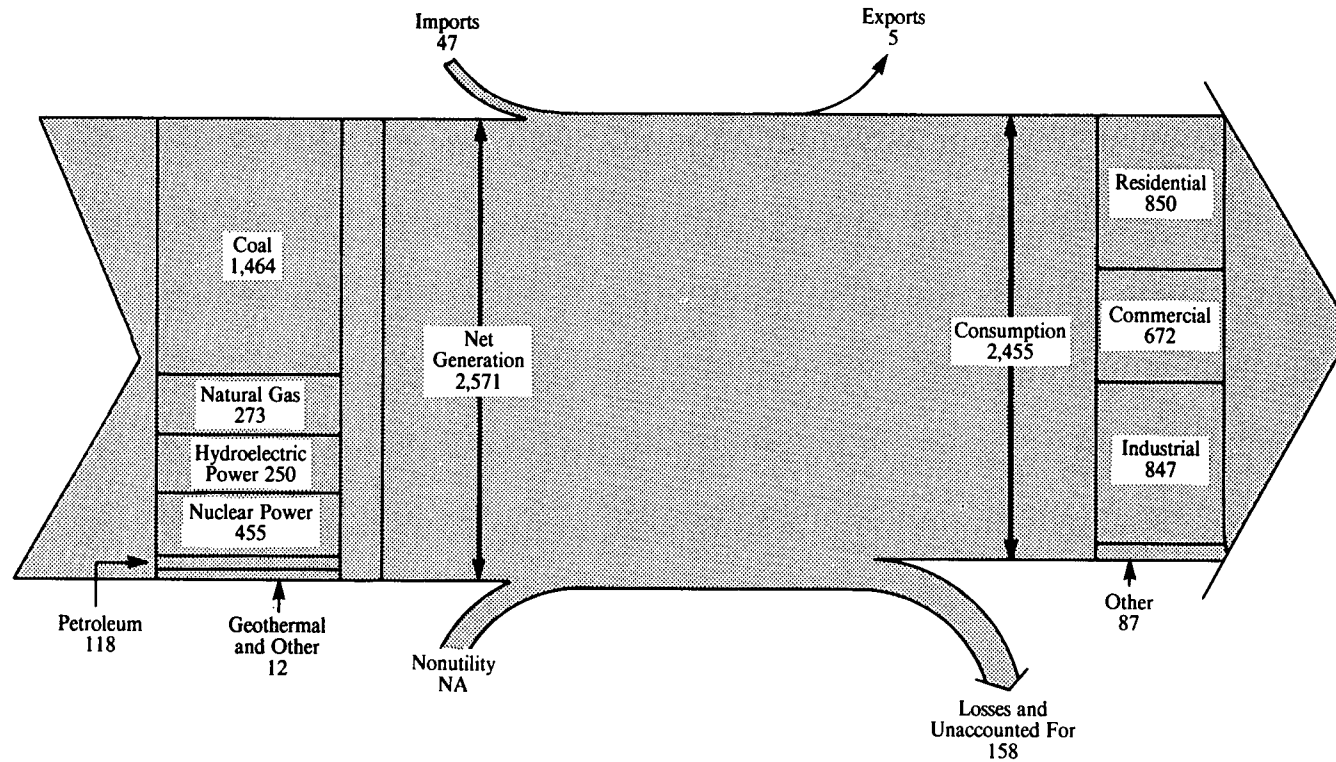 Imports
47
Exports
5
Coal
1,464
Natural Gas
273
Hydroelectric
Power 250
Nuclear Power
455
Petroleum
118
Geothermal
and Other
12
Net
Generation
2,571
Nonutility
NA
Consumption
2,455
Residential
850
Commercial
672
Industrial
847
Other
87
Losses and
Unaccounted For
158